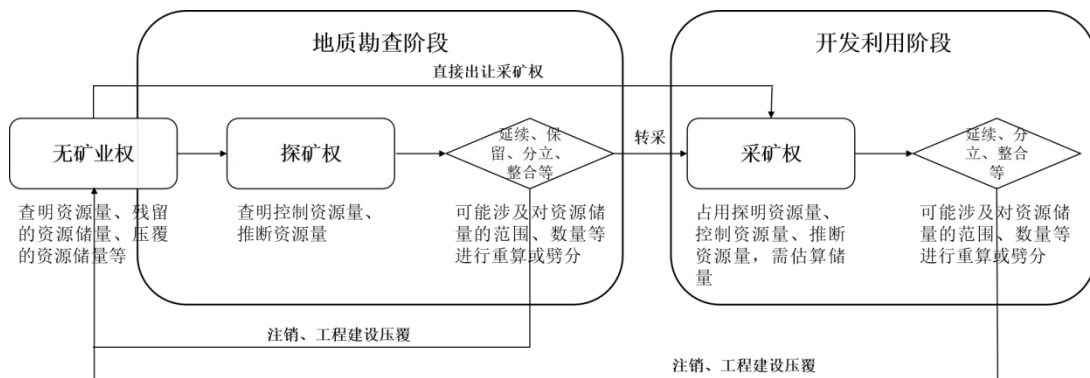 地质勘查阶段
开发利用阶段
直接出让采矿权
无矿业权
探矿权
延续、保
留、分立、
整合等
转采
采矿权
延续、分
立、整合
等
查明资源量、残留
的资源储量、压覆
的资源储量等
查明控制资源量、
推断资源量
可能涉及对资源储
量的范围、数量等
进行重算或劈分
占用探明资源量、
控制资源量、推断
资源量，需估算储
量
可能涉及对资源储
量的范围、数量等
进行重算或劈分
注销、工程建设压覆
注销、工程建设压覆